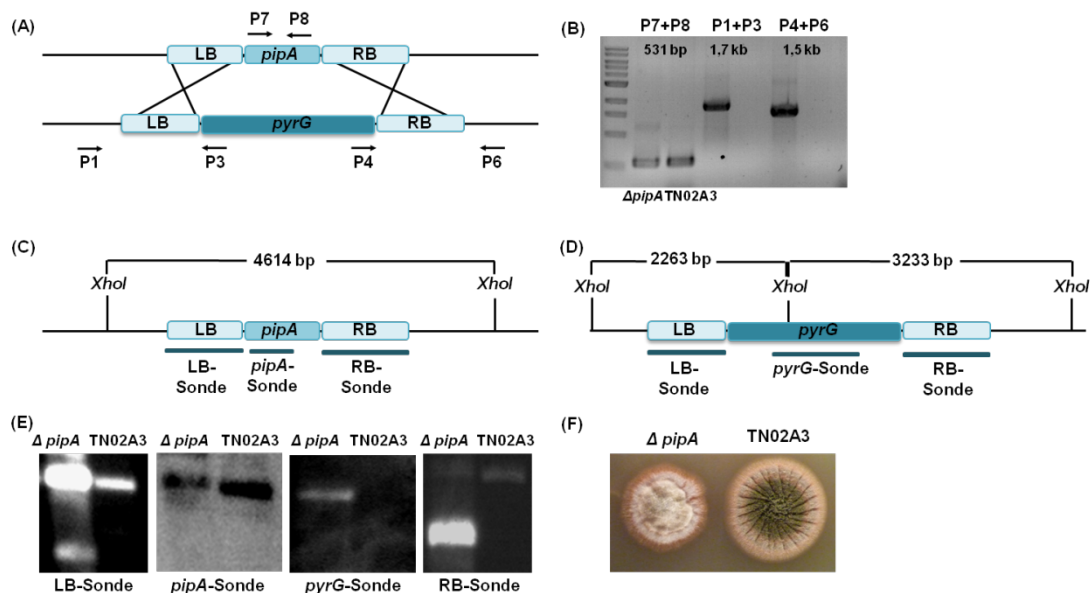 (A)
P7 P8
LB pipA RB
LB pyrG RB
P1 P3 P4 P6
(B)
P7+P8 P1+P3 P4+P6
531 bp 1,7 kb 1,5 kb
ΔpipA TN02A3
(C)
4614 bp
XhoI XhoI
LB pipA RB
LB-Sonde pipA-Sonde RB-Sonde
(D)
2263 bp 3233 bp
XhoI XhoI XhoI
LB pyrG RB
LB-Sonde pyrG-Sonde RB-Sonde
(E)
Δ pipA TN02A3 Δ pipA TN02A3 Δ pipA TN02A3 Δ pipA TN02A3
LB-Sonde pipA-Sonde pyrG-Sonde RB-Sonde
(F)
Δ pipA TN02A3